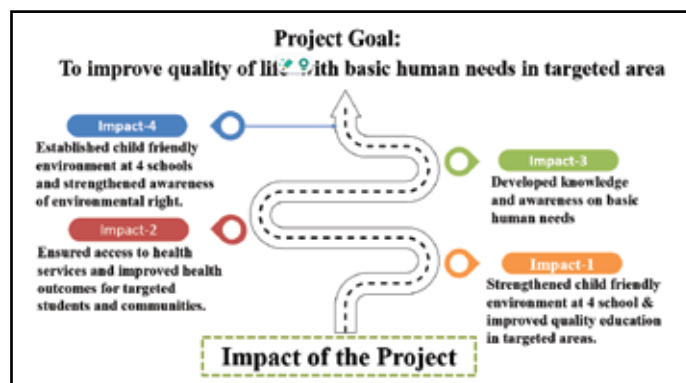 Project Goal:
To improve quality of life with basic human needs in targeted area
Impact-4
Established child friendly
environment at 4 schools
and strengthened awareness
of environmental right.
Impact-3
Developed knowledge
and awareness on basic
human needs
Impact-2
Ensured access to health
services and improved health
outcomes for targeted
students and communities.
Impact-1
Strengthened child friendly
environment at 4 school &
improved quality education
in targeted areas.
Impact of the Project